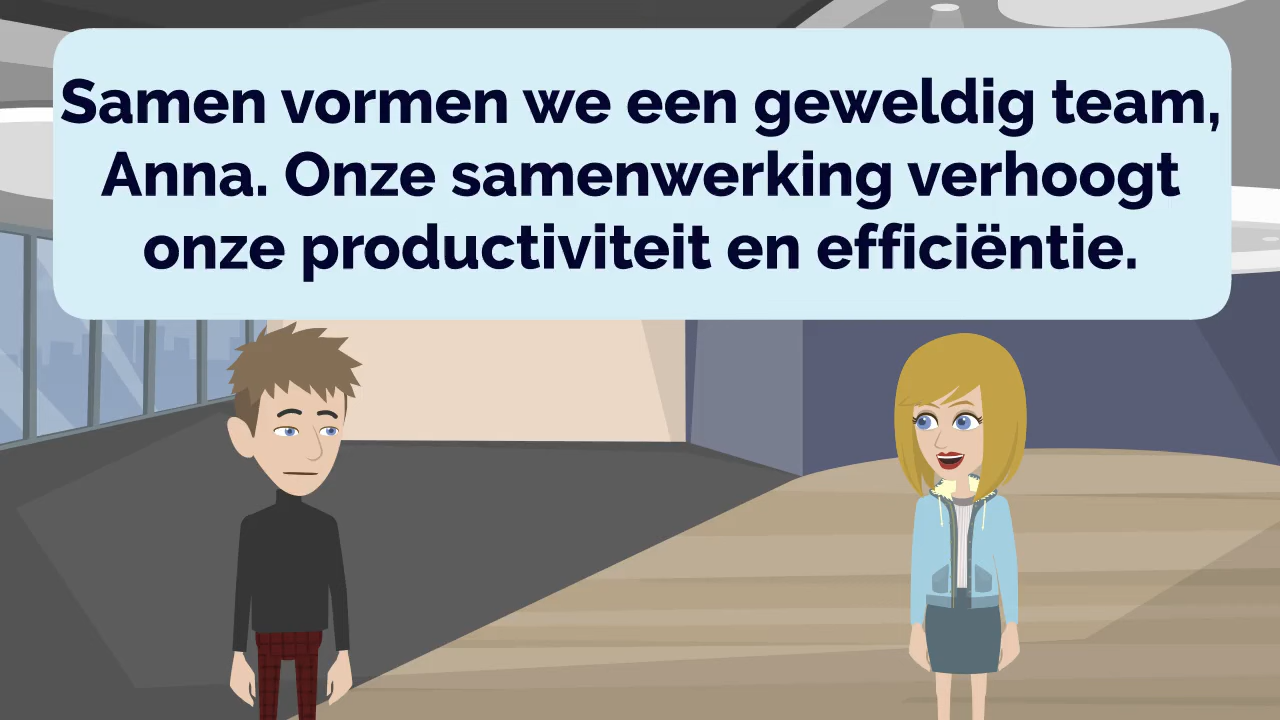 Samen vormen we een geweldig team,
Anna. Onze samenwerking verhoogt
onze productiviteit en efficiëntie.